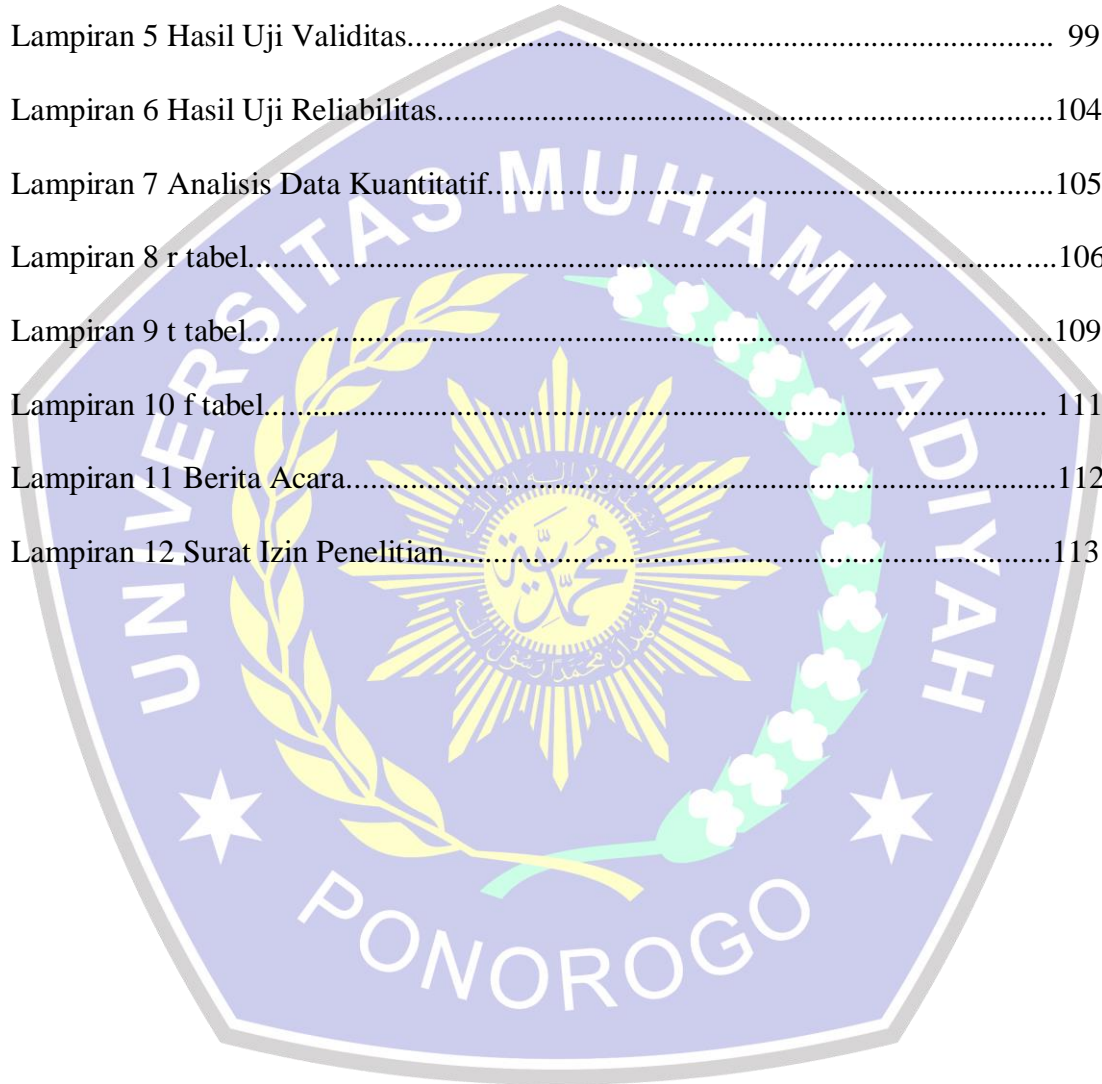 Lampiran 5 Hasil Uji Validitas.......................................................................... 99
Lampiran 6 Hasil Uji Reliabilitas......................................................................104
Lampiran 7 Analisis Data Kuantitatif.................................................................105
Lampiran 8 r tabel............................................................................................106
Lampiran 9 t tabel............................................................................................109
Lampiran 10 f tabel......................................................................................... 111
Lampiran 11 Berita Acara.................................................................................112
Lampiran 12 Surat Izin Penelitian.....................................................................113
UNIVERSITAS MUHAMMADIYAH
محمدية
PONOROGO